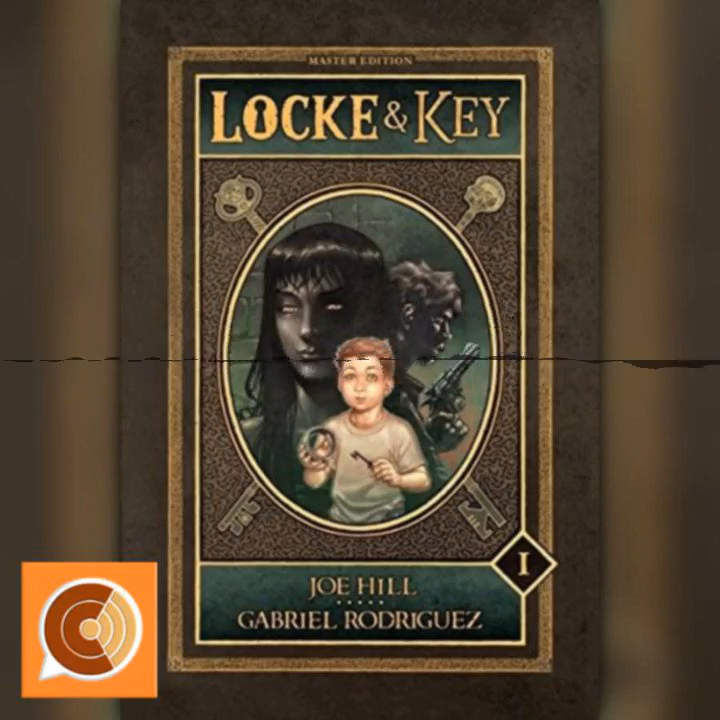 MASTER EDITION
LOCKE & KEY
I
JOE HILL
GABRIEL RODRIGUEZ